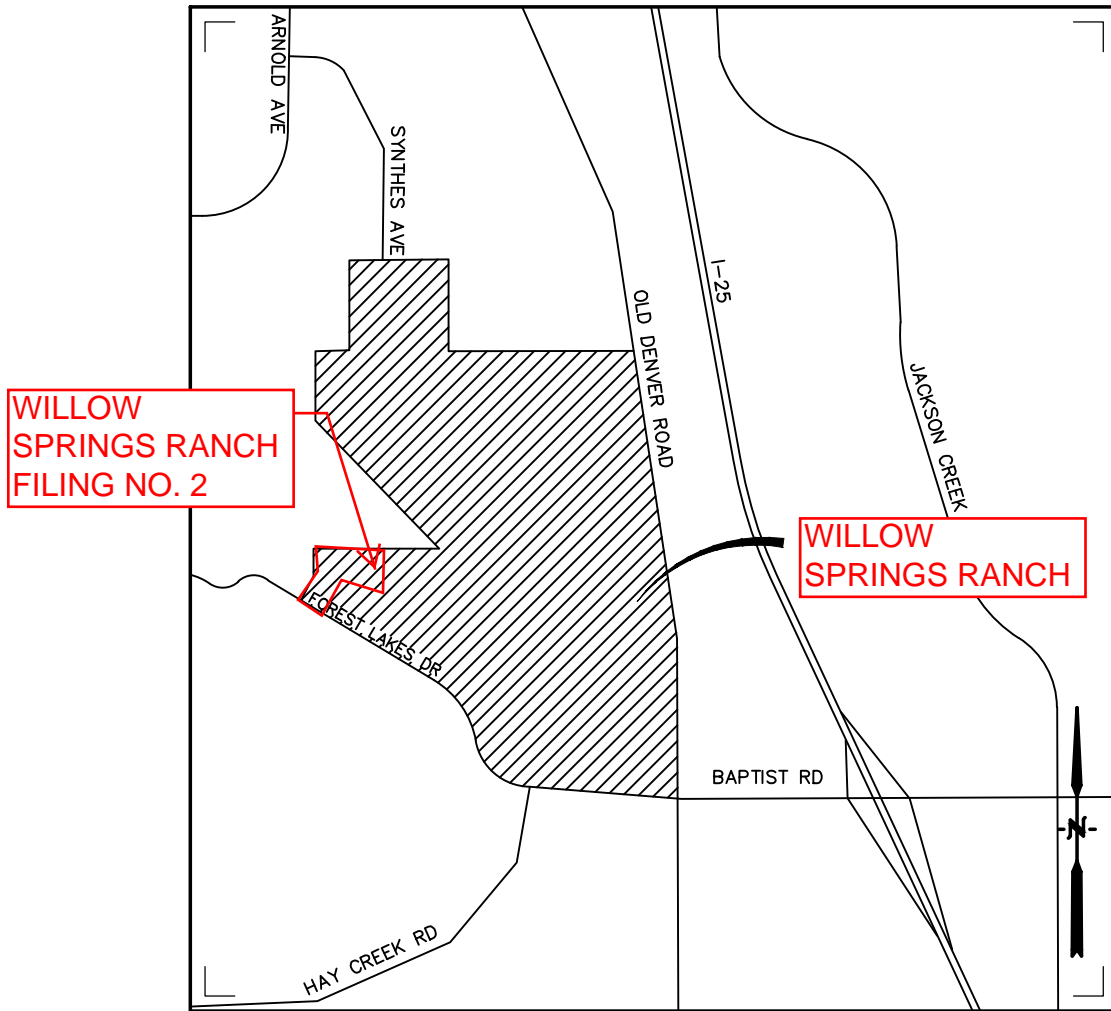 ARNOLD AVE
SYNTHES AVE
I-25
OLD DENVER ROAD
JACKSON CREEK
WILLOW
SPRINGS RANCH
FILING NO. 2
WILLOW
SPRINGS RANCH
FOREST LAKES DR
BAPTIST RD
-N-
HAY CREEK RD